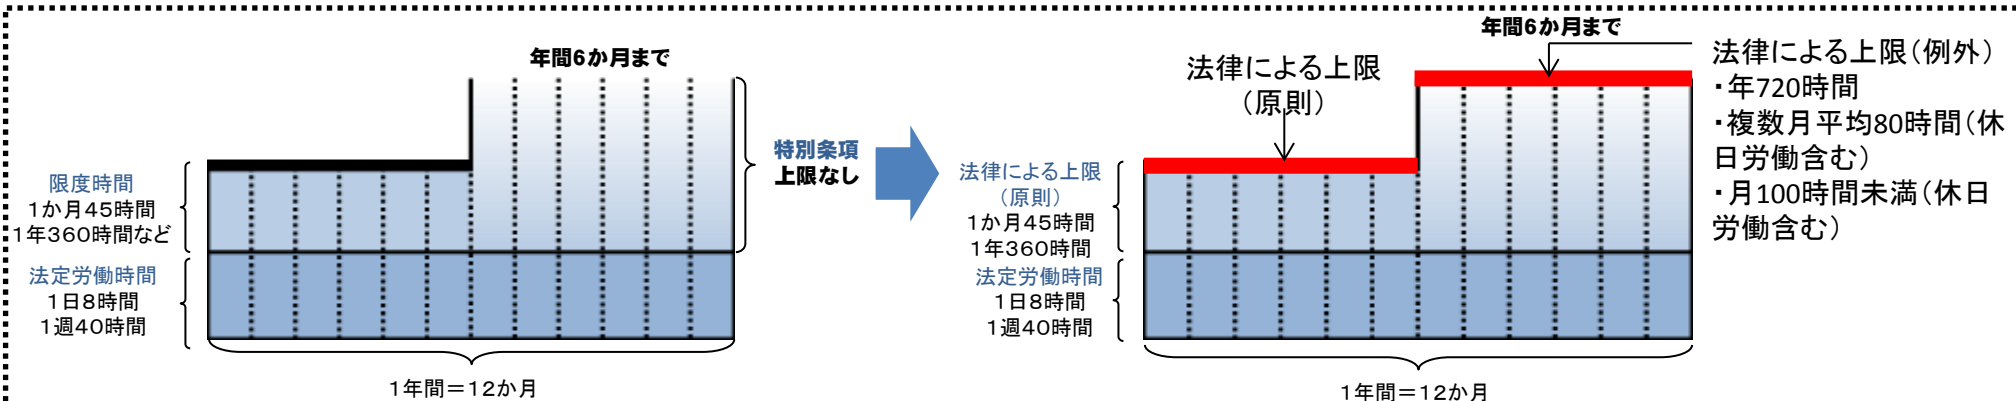 年間6か月まで
限度時間
1か月45時間
1年360時間など
法定労働時間
1日8時間
1週40時間
特別条項
上限なし
1年間=12か月
年間6か月まで
法律による上限
(原則)
法律による上限(例外)
・年720時間
・複数月平均80時間(休
日労働含む)
・月100時間未満(休日
労働含む)
法律による上限
(原則)
1か月45時間
1年360時間
法定労働時間
1日8時間
1週40時間
1年間=12か月